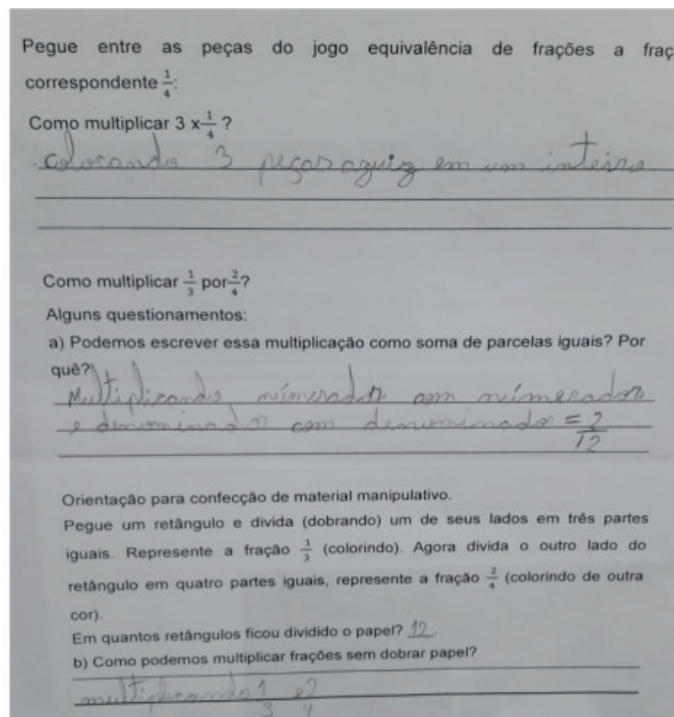 Pegue entre as peças do jogo equivalência de frações a fraç
correspondente 1/4:
Como multiplicar 3 x 1/4 ?
colocando 3 peças azuiz em um inteiro
Como multiplicar 1/3 por 2/4?
Alguns questionamentos:
a) Podemos escrever essa multiplicação como soma de parcelas iguais? Por
quê?
Multiplicando númerador com númerador
e denominador com denuminador = 2/12
Orientação para confecção de material manipulativo.
Pegue um retângulo e divida (dobrando) um de seus lados em três partes
iguais. Represente a fração 1/3 (colorindo). Agora divida o outro lado do
retângulo em quatro partes iguais, represente a fração 2/4 (colorindo de outra
cor).
Em quantos retângulos ficou dividido o papel? 12
b) Como podemos multiplicar frações sem dobrar papel?
multiplicando 1/3 e 2/4